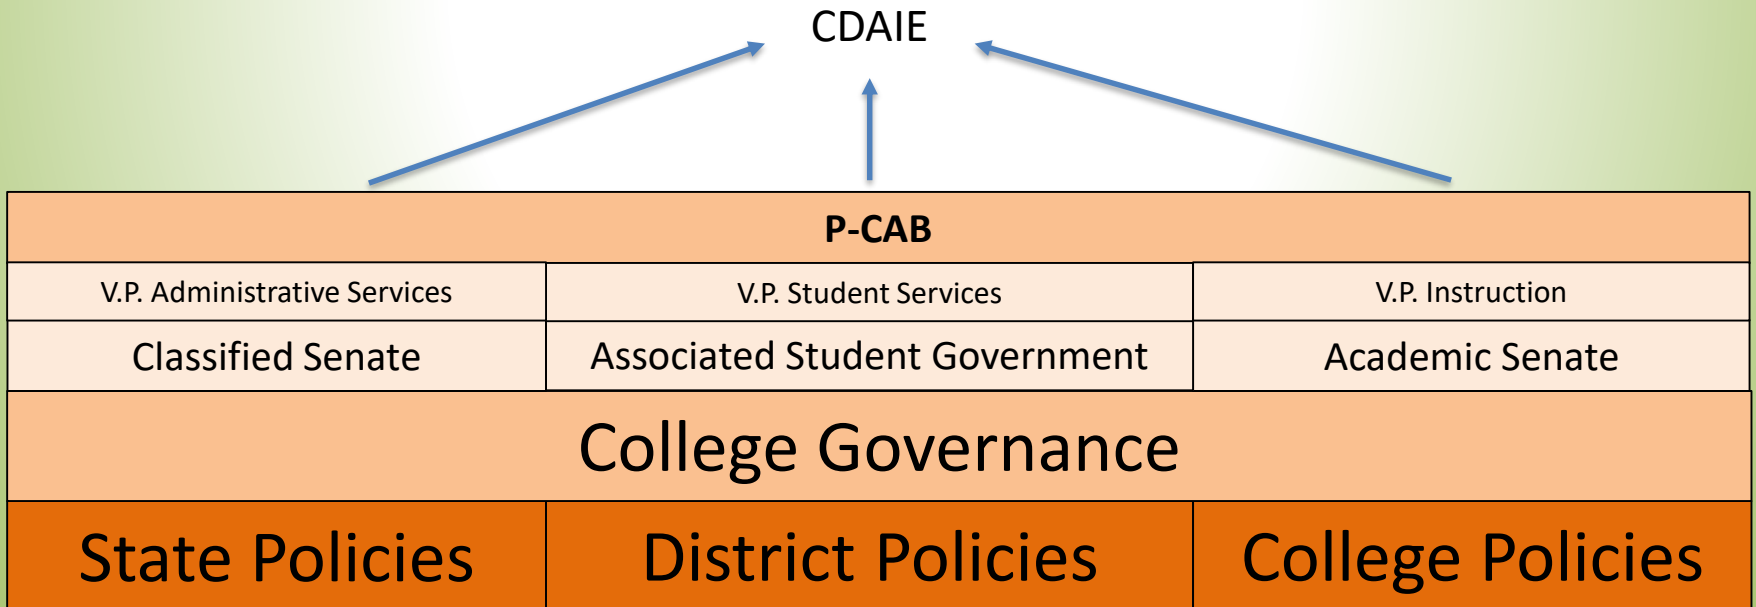 CDAIE
P-CAB
V.P. Administrative Services
V.P. Student Services
V.P. Instruction
Classified Senate
Associated Student Government
Academic Senate
College Governance
State Policies
District Policies
College Policies